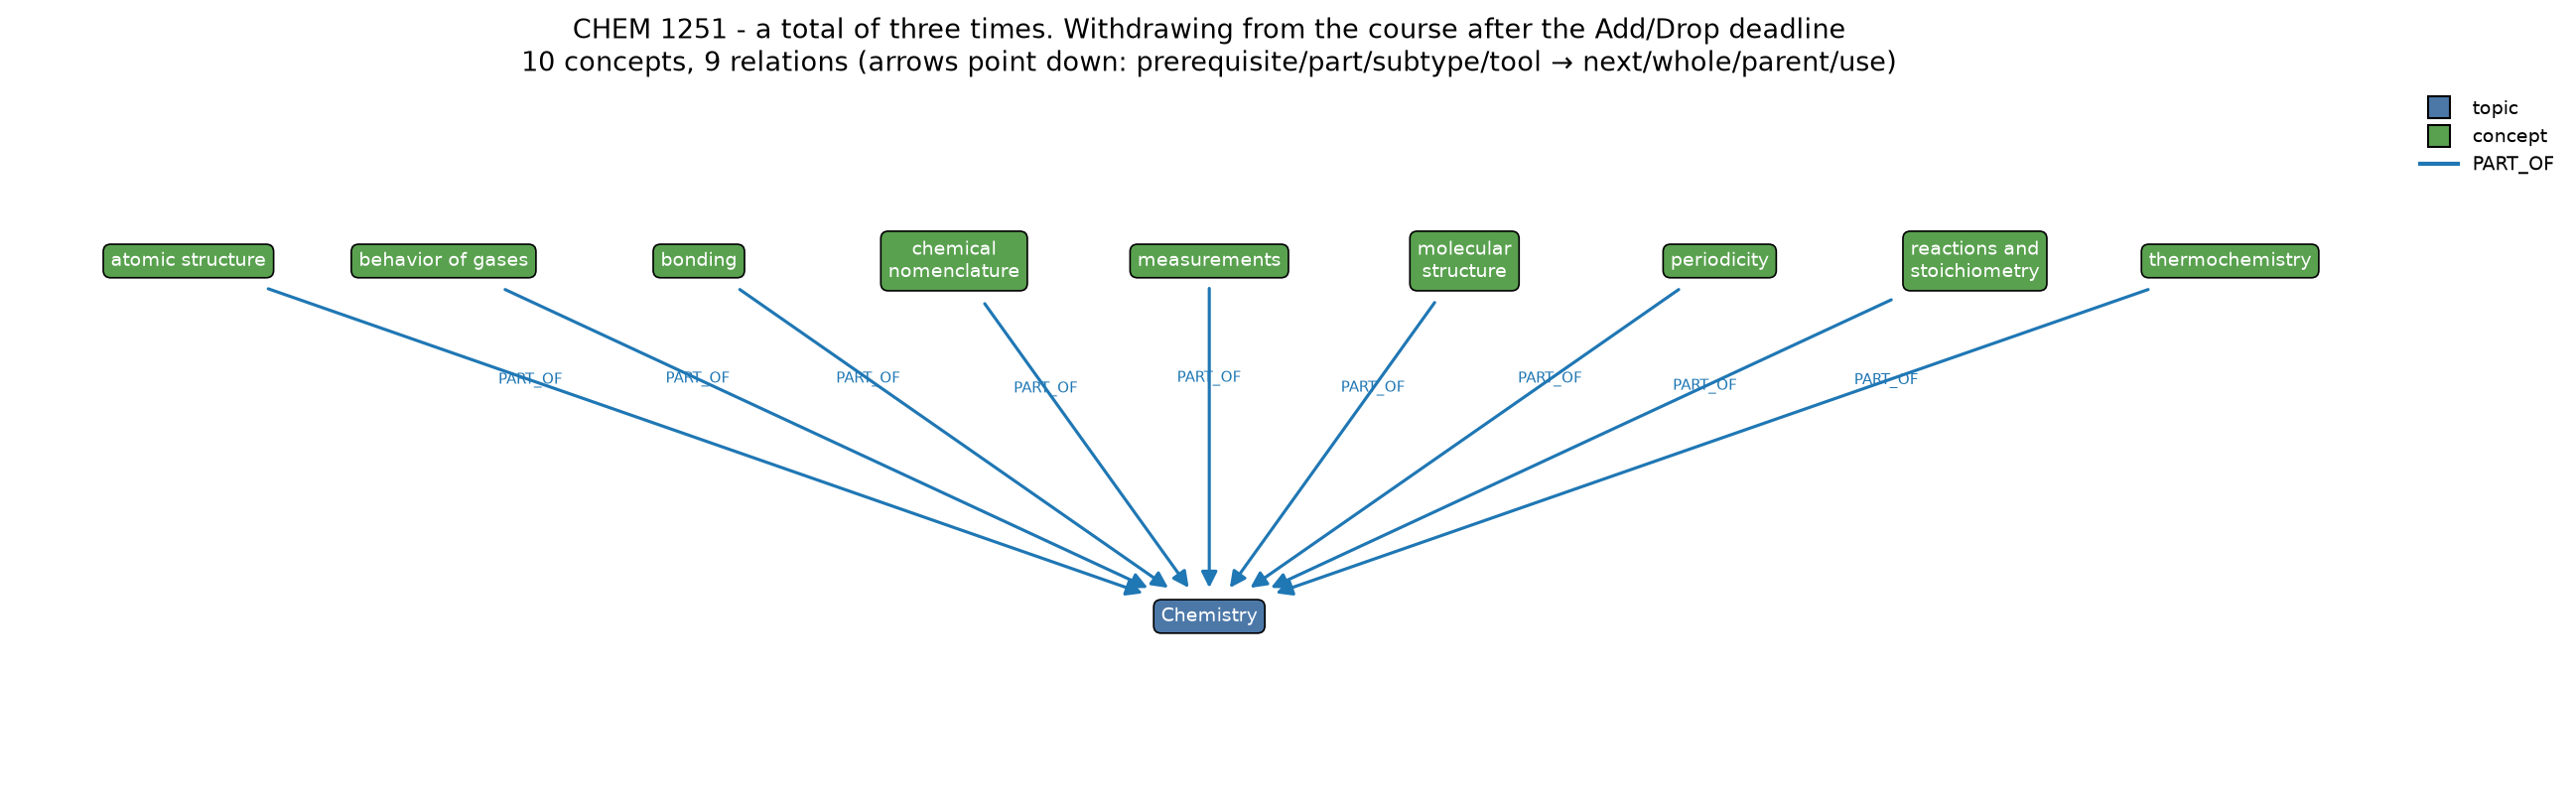 CHEM 1251 - a total of three times. Withdrawing from the course after the Add/Drop deadline
10 concepts, 9 relations (arrows point down: prerequisite/part/subtype/tool → next/whole/parent/use)
topic
concept
PART_OF
atomic structure
behavior of gases
bonding
chemical
nomenclature
measurements
molecular
structure
periodicity
reactions and
stoichiometry
thermochemistry
PART_OF
PART_OF
PART_OF
PART_OF
PART_OF
PART_OF
PART_OF
PART_OF
PART_OF
Chemistry